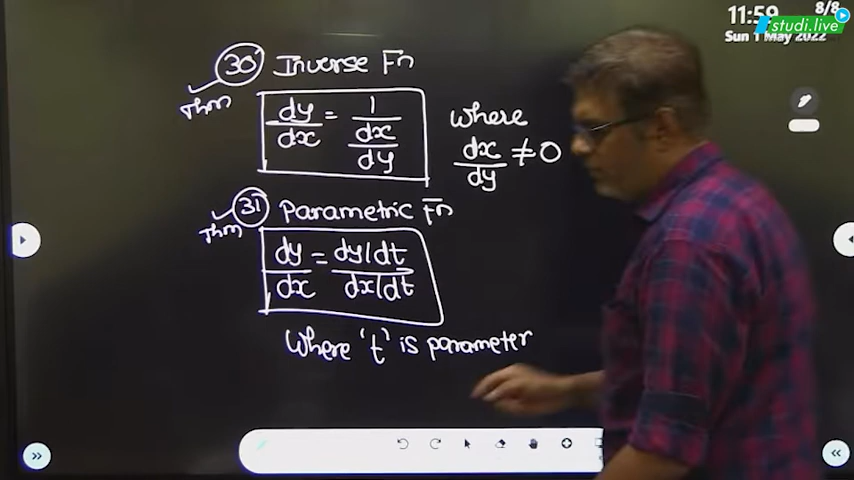 11:59
8/8
studi.live
Sun 1 May 2022
30 Inverse Fn
Thm
dy/dx = 1/(dx/dy)
where
dx/dy ≠ 0
31 Parametric Fn
Thm
dy/dx = dy/dt / dx/dt
Where 't' is parameter